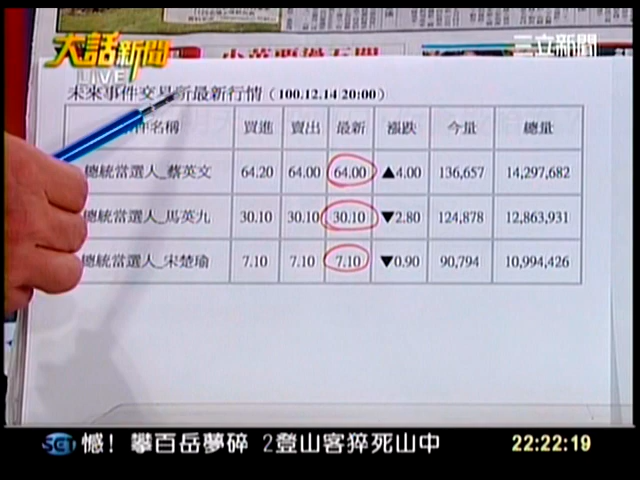 大話新聞
LIVE
三立新聞
未來事件交易所最新行情（100.12.14 20:00）
件名稱 買進 賣出 最新 漲跌 今量 總量
總統當選人_蔡英文 64.20 64.00 64.00 ▲4.00 136,657 14,297,682
總統當選人_馬英九 30.10 30.10 30.10 ▼2.80 124,878 12,863,931
總統當選人_宋楚瑜 7.10 7.10 7.10 ▼0.90 90,794 10,994,426
SET 憾！攀百岳夢碎 2登山客猝死山中 22:22:19